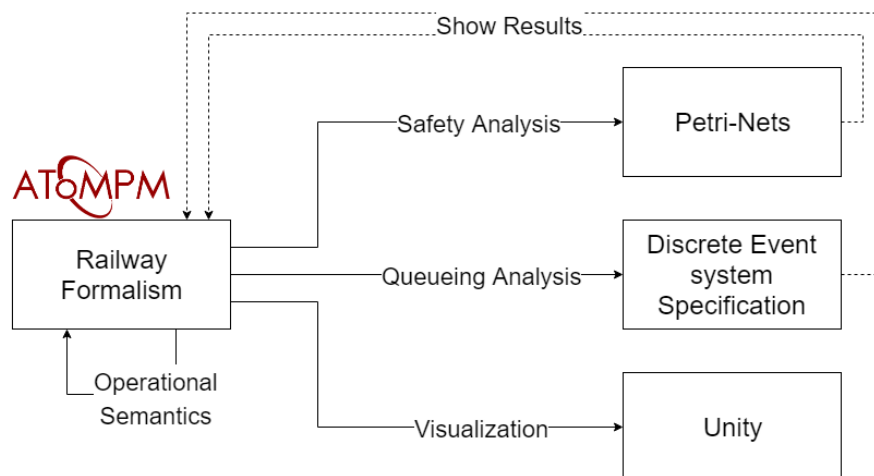 Show Results
Safety Analysis
Petri-Nets
AToMPM
Railway
Formalism
Queueing Analysis
Discrete Event
system
Specification
Operational
Semantics
Visualization
Unity